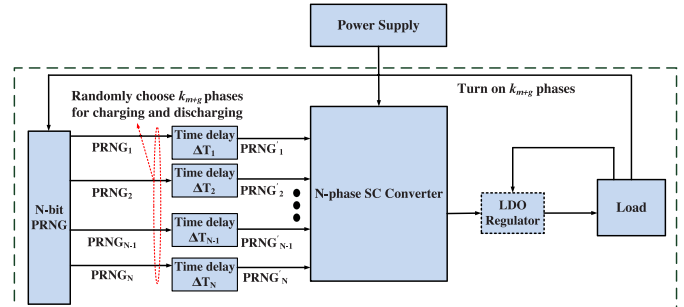 Power Supply
Turn on k_{m+g} phases
Randomly choose k_{m+g} phases
for charging and discharging
N-bit
PRNG
PRNG_1
Time delay
ΔT_1
PRNG'_1
PRNG_2
Time delay
ΔT_2
PRNG'_2
PRNG_{N-1}
Time delay
ΔT_{N-1}
PRNG'_{N-1}
PRNG_N
Time delay
ΔT_N
PRNG'_N
N-phase SC Converter
LDO
Regulator
Load